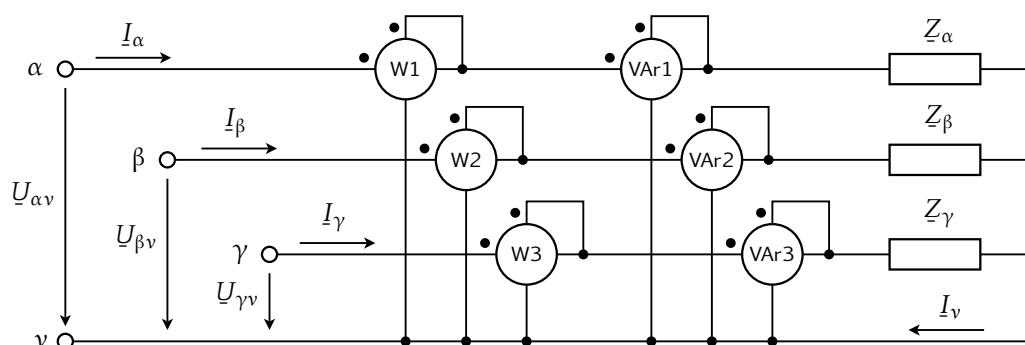 I̲α
W1
VAr1
Z̲α
α
I̲β
W2
VAr2
Z̲β
β
U̲αν
I̲γ
W3
VAr3
Z̲γ
U̲βν
γ
U̲γν
I̲ν
ν